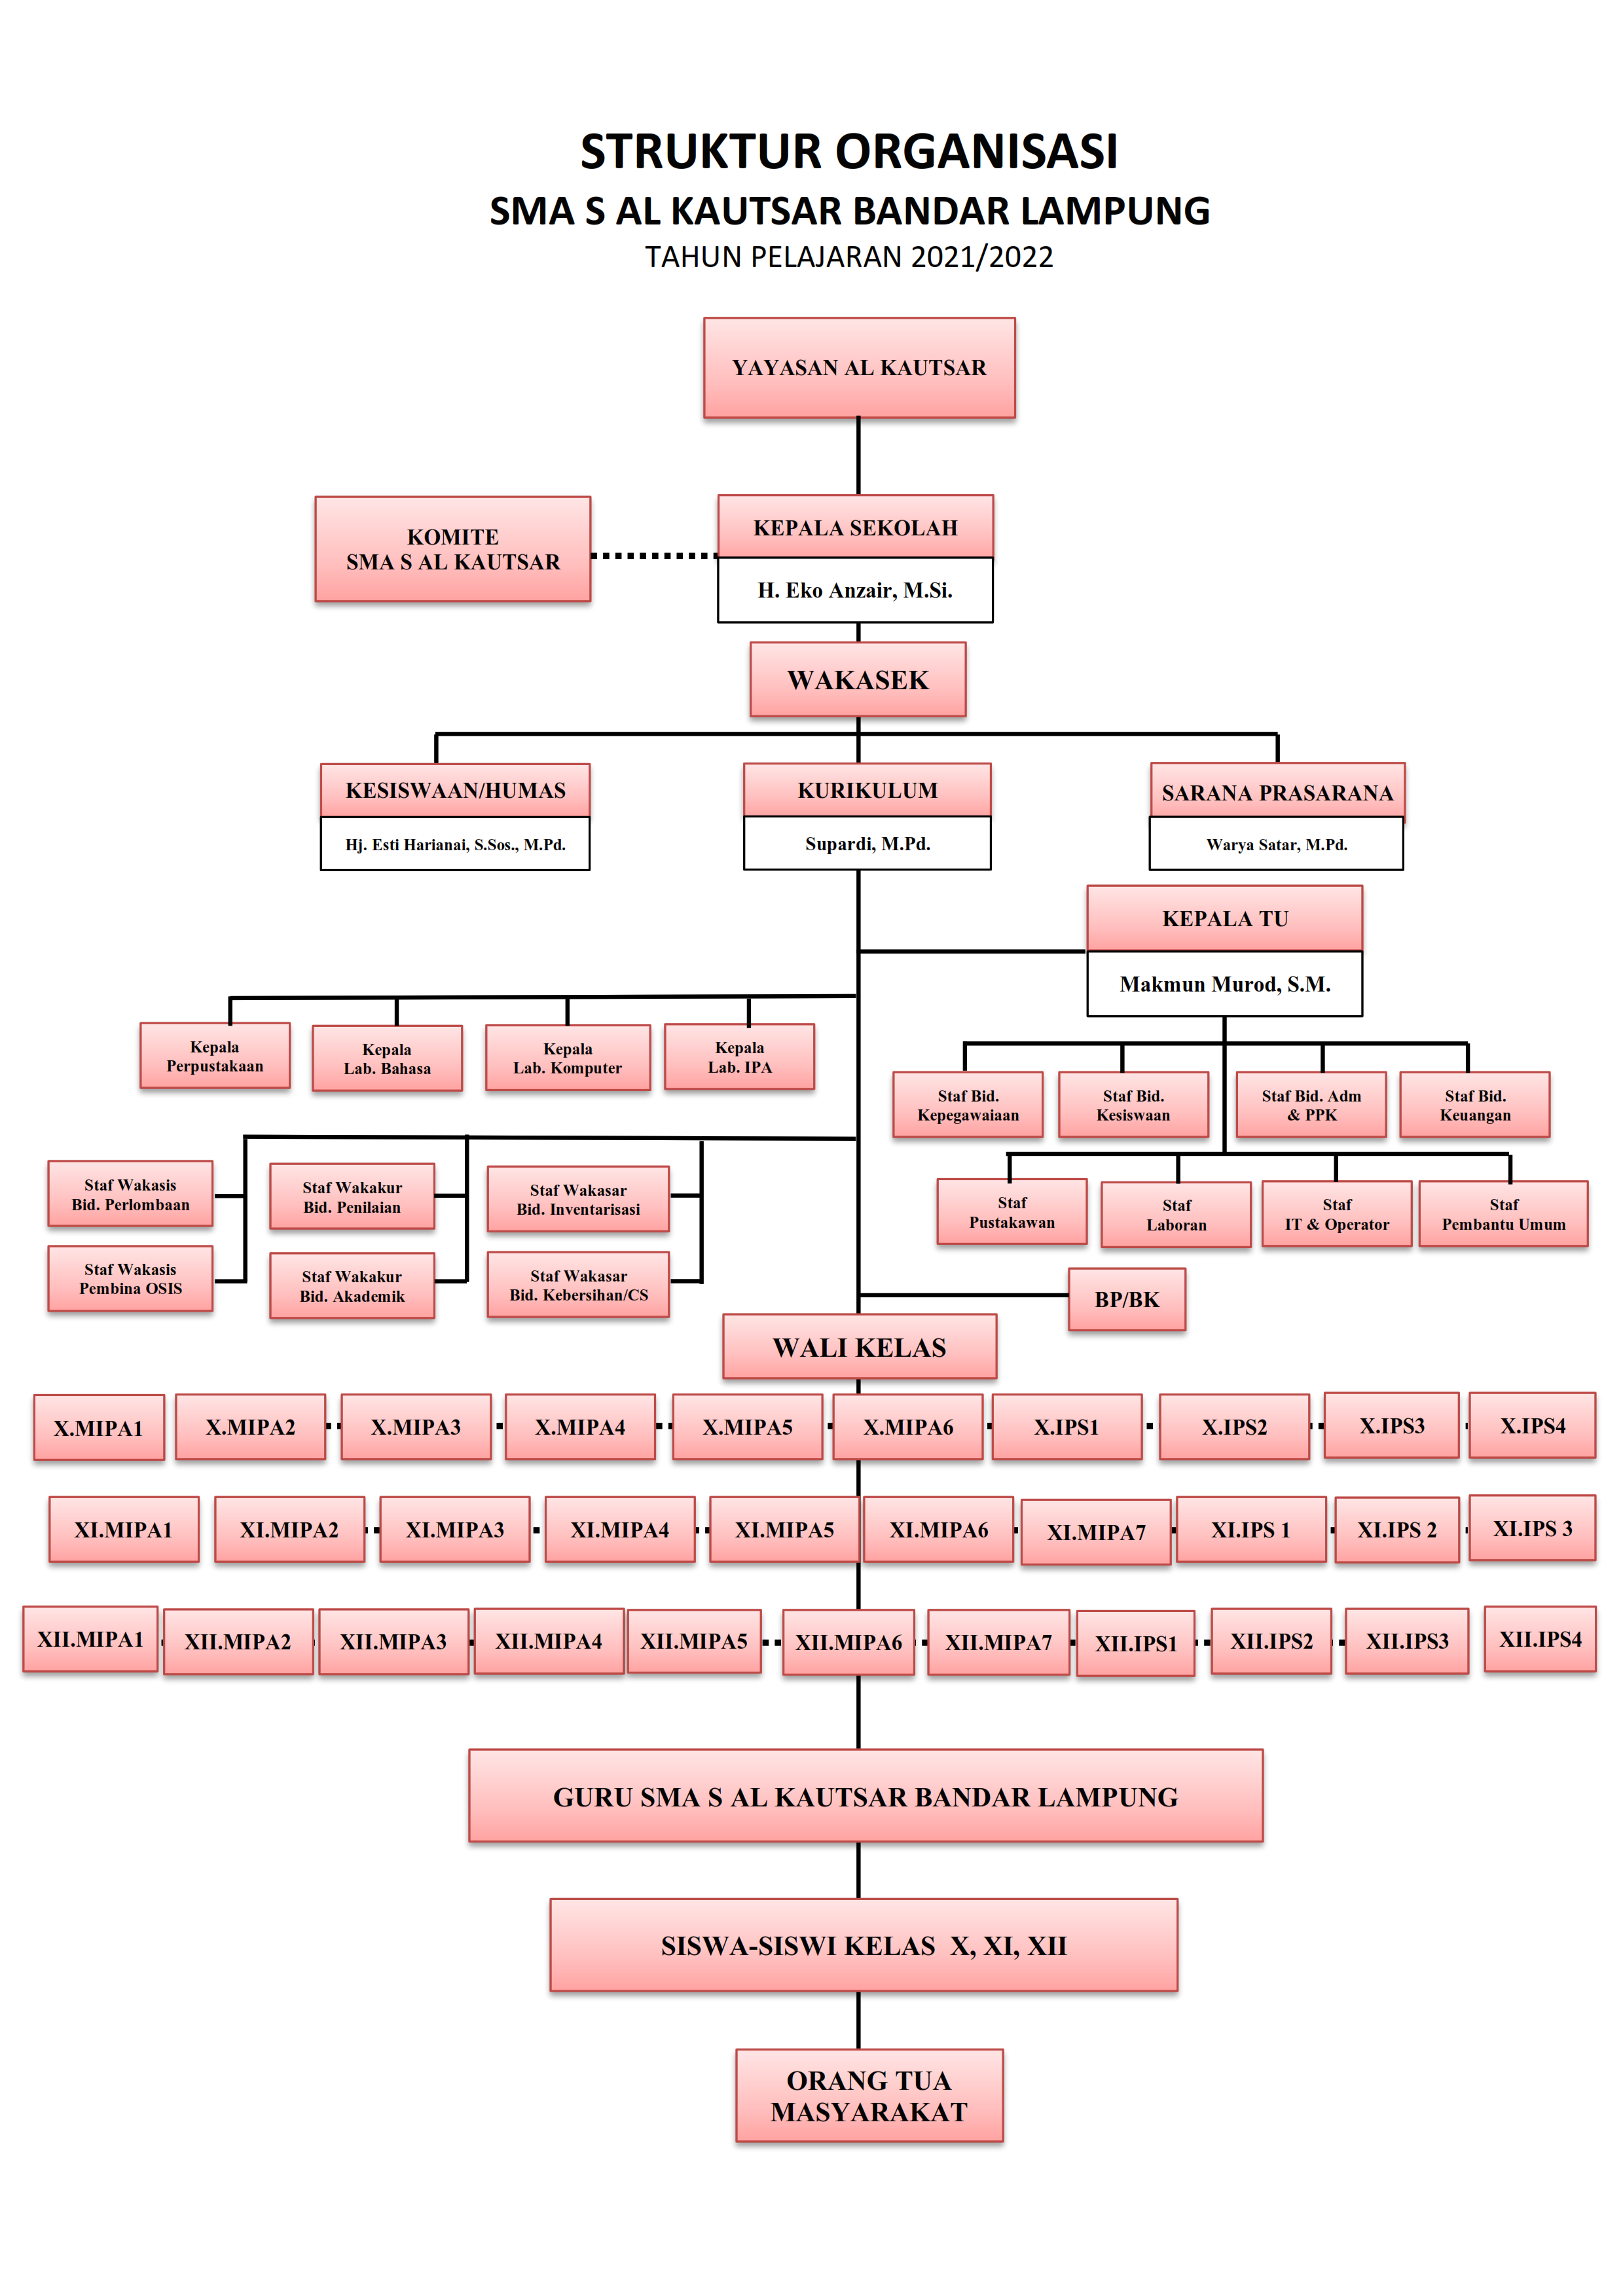 STRUKTUR ORGANISASI
SMA S AL KAUTSAR BANDAR LAMPUNG
TAHUN PELAJARAN 2021/2022
YAYASAN AL KAUTSAR
KOMITE
SMA S AL KAUTSAR
KEPALA SEKOLAH
H. Eko Anzair, M.Si.
WAKASEK
KESISWAAN/HUMAS
Hj. Esti Harianai, S.Sos., M.Pd.
KURIKULUM
Supardi, M.Pd.
SARANA PRASARANA
Warya Satar, M.Pd.
KEPALA TU
Makmun Murod, S.M.
Kepala
Perpustakaan
Kepala
Lab. Bahasa
Kepala
Lab. Komputer
Kepala
Lab. IPA
Staf Bid.
Kepegawaiaan
Staf Bid.
Kesiswaan
Staf Bid. Adm
& PPK
Staf Bid.
Keuangan
Staf Wakasis
Bid. Perlombaan
Staf Wakakur
Bid. Penilaian
Staf Wakasar
Bid. Inventarisasi
Staf
Pustakawan
Staf
Laboran
Staf
IT & Operator
Staf
Pembantu Umum
Staf Wakasis
Pembina OSIS
Staf Wakakur
Bid. Akademik
Staf Wakasar
Bid. Kebersihan/CS
BP/BK
WALI KELAS
X.MIPA1
X.MIPA2
X.MIPA3
X.MIPA4
X.MIPA5
X.MIPA6
X.IPS1
X.IPS2
X.IPS3
X.IPS4
XI.MIPA1
XI.MIPA2
XI.MIPA3
XI.MIPA4
XI.MIPA5
XI.MIPA6
XI.MIPA7
XI.IPS 1
XI.IPS 2
XI.IPS 3
XII.MIPA1
XII.MIPA2
XII.MIPA3
XII.MIPA4
XII.MIPA5
XII.MIPA6
XII.MIPA7
XII.IPS1
XII.IPS2
XII.IPS3
XII.IPS4
GURU SMA S AL KAUTSAR BANDAR LAMPUNG
SISWA-SISWI KELAS  X, XI, XII
ORANG TUA
MASYARAKAT